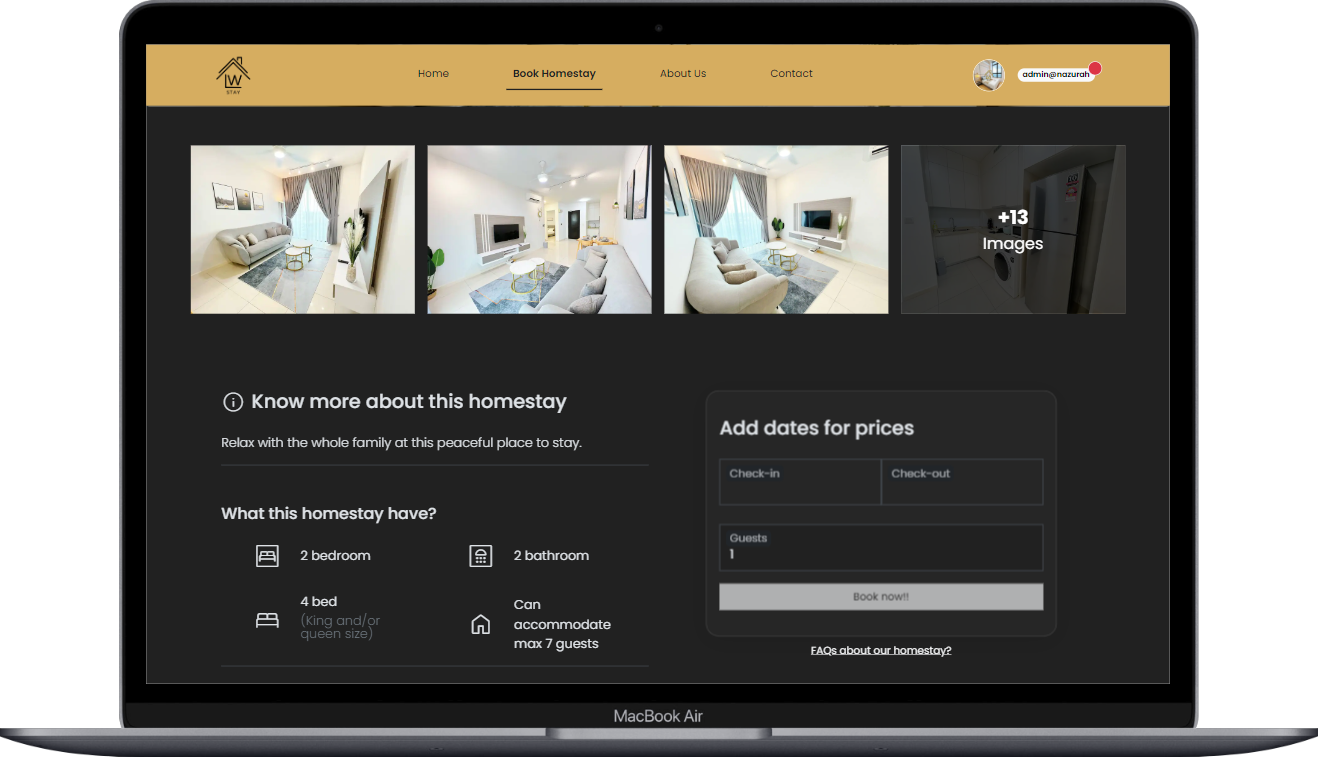 W
STAY
Home
Book Homestay
About Us
Contact
admin@nazurah
+13
Images
Know more about this homestay
Relax with the whole family at this peaceful place to stay.
What this homestay have?
2 bedroom
2 bathroom
4 bed
(King and/or
queen size)
Can
accommodate
max 7 guests
Add dates for prices
Check-in
Check-out
Guests
1
Book now!!
FAQs about our homestay?
MacBook Air